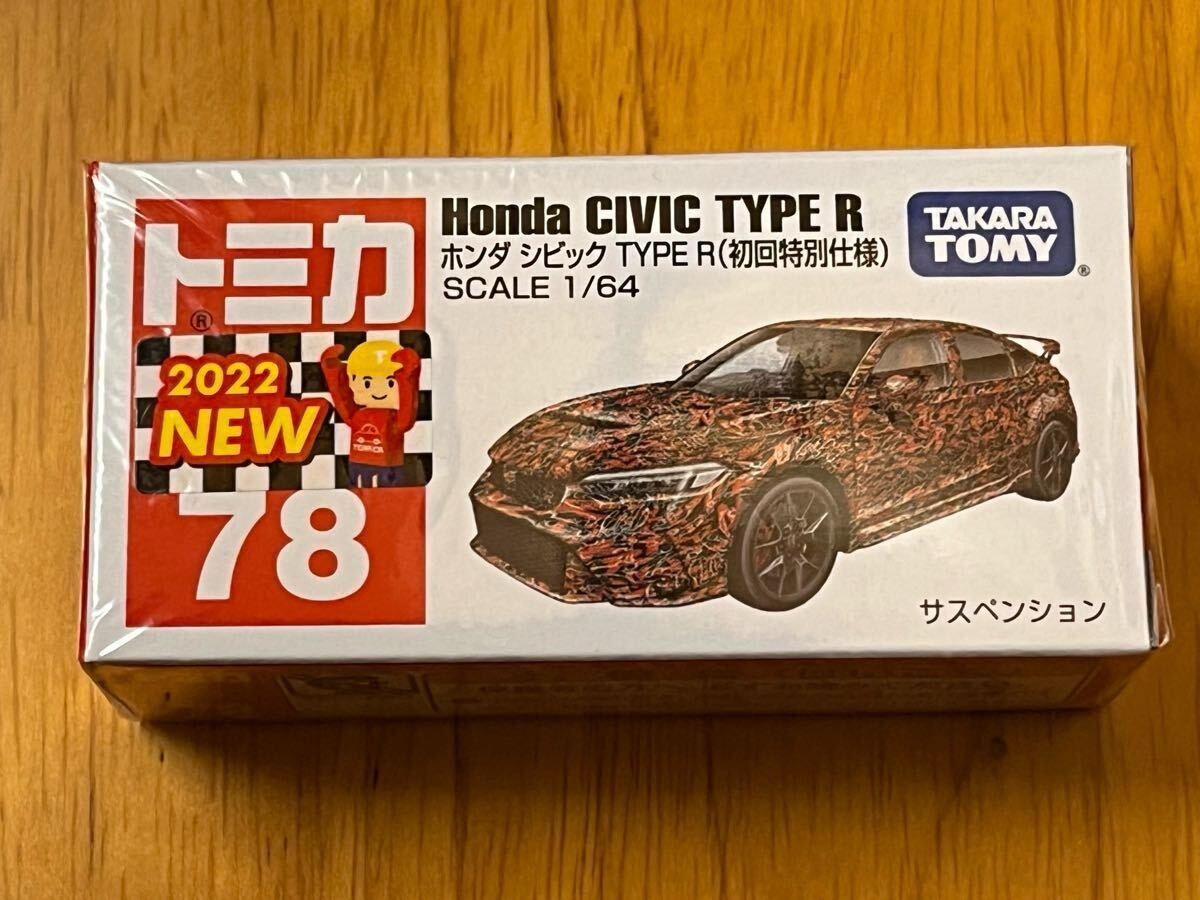 トミカ
®
2022
NEW
TOMICA
78
Honda CIVIC TYPE R
ホンダ シビック TYPE R(初回特別仕様)
SCALE 1/64
TAKARA
TOMY
®
サスペンション